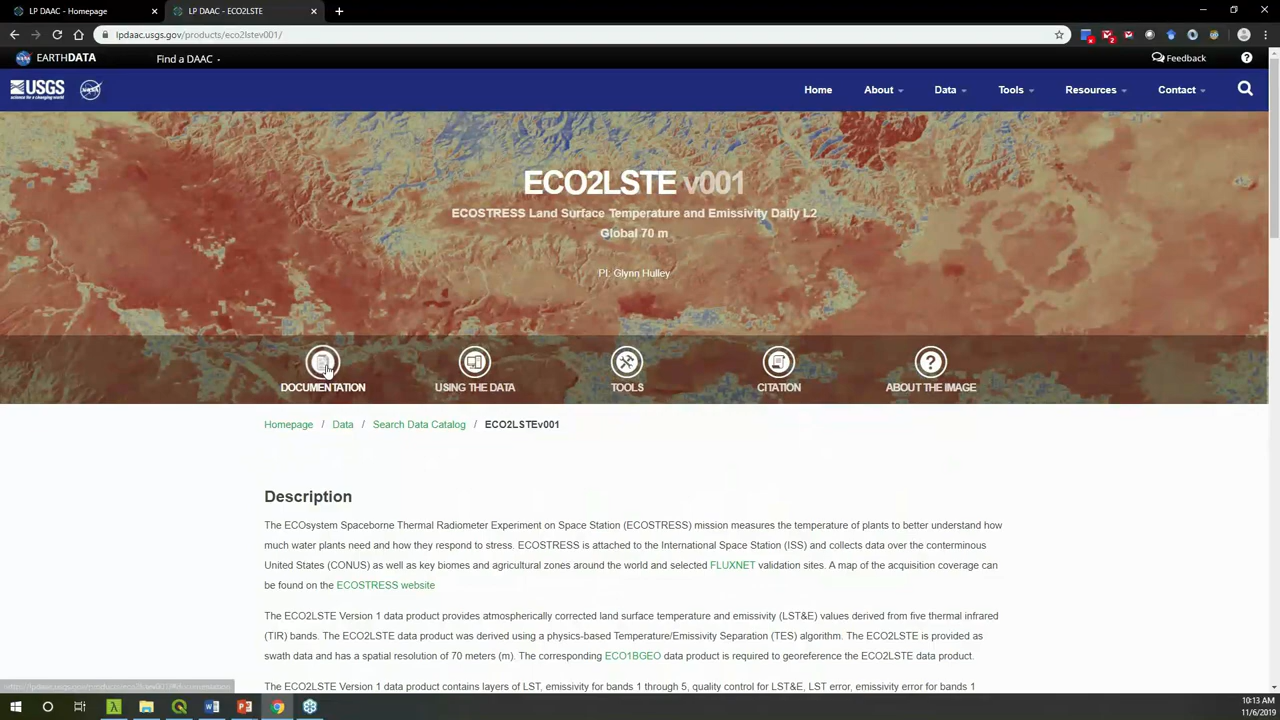 LP DAAC - Homepage
LP DAAC - ECO2LSTE
lpdaac.usgs.gov/products/eco2lstev001/
EARTHDATA
Find a DAAC
Feedback
USGS
science for a changing world
Home
About
Data
Tools
Resources
Contact
ECO2LSTE v001
ECOSTRESS Land Surface Temperature and Emissivity Daily L2
Global 70 m
PI: Glynn Hulley
DOCUMENTATION
USING THE DATA
TOOLS
CITATION
ABOUT THE IMAGE
Homepage / Data / Search Data Catalog / ECO2LSTEv001
Description
The ECOsystem Spaceborne Thermal Radiometer Experiment on Space Station (ECOSTRESS) mission measures the temperature of plants to better understand how
much water plants need and how they respond to stress. ECOSTRESS is attached to the International Space Station (ISS) and collects data over the conterminous
United States (CONUS) as well as key biomes and agricultural zones around the world and selected FLUXNET validation sites. A map of the acquisition coverage can
be found on the ECOSTRESS website
The ECO2LSTE Version 1 data product provides atmospherically corrected land surface temperature and emissivity (LST&E) values derived from five thermal infrared
(TIR) bands. The ECO2LSTE data product was derived using a physics-based Temperature/Emissivity Separation (TES) algorithm. The ECO2LSTE is provided as
swath data and has a spatial resolution of 70 meters (m). The corresponding ECO1BGEO data product is required to georeference the ECO2LSTE data product.
The ECO2LSTE Version 1 data product contains layers of LST, emissivity for bands 1 through 5, quality control for LST&E, LST error, emissivity error for bands 1
10:13 AM
11/6/2019